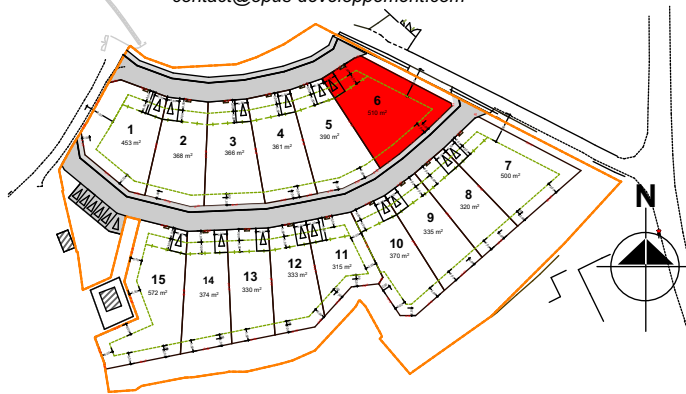 contact@opus-developpement.com
1
453 m²
2
368 m²
3
366 m²
4
361 m²
5
390 m²
6
510 m²
7
500 m²
8
320 m²
9
335 m²
10
370 m²
11
315 m²
12
333 m²
13
330 m²
14
374 m²
15
572 m²
N